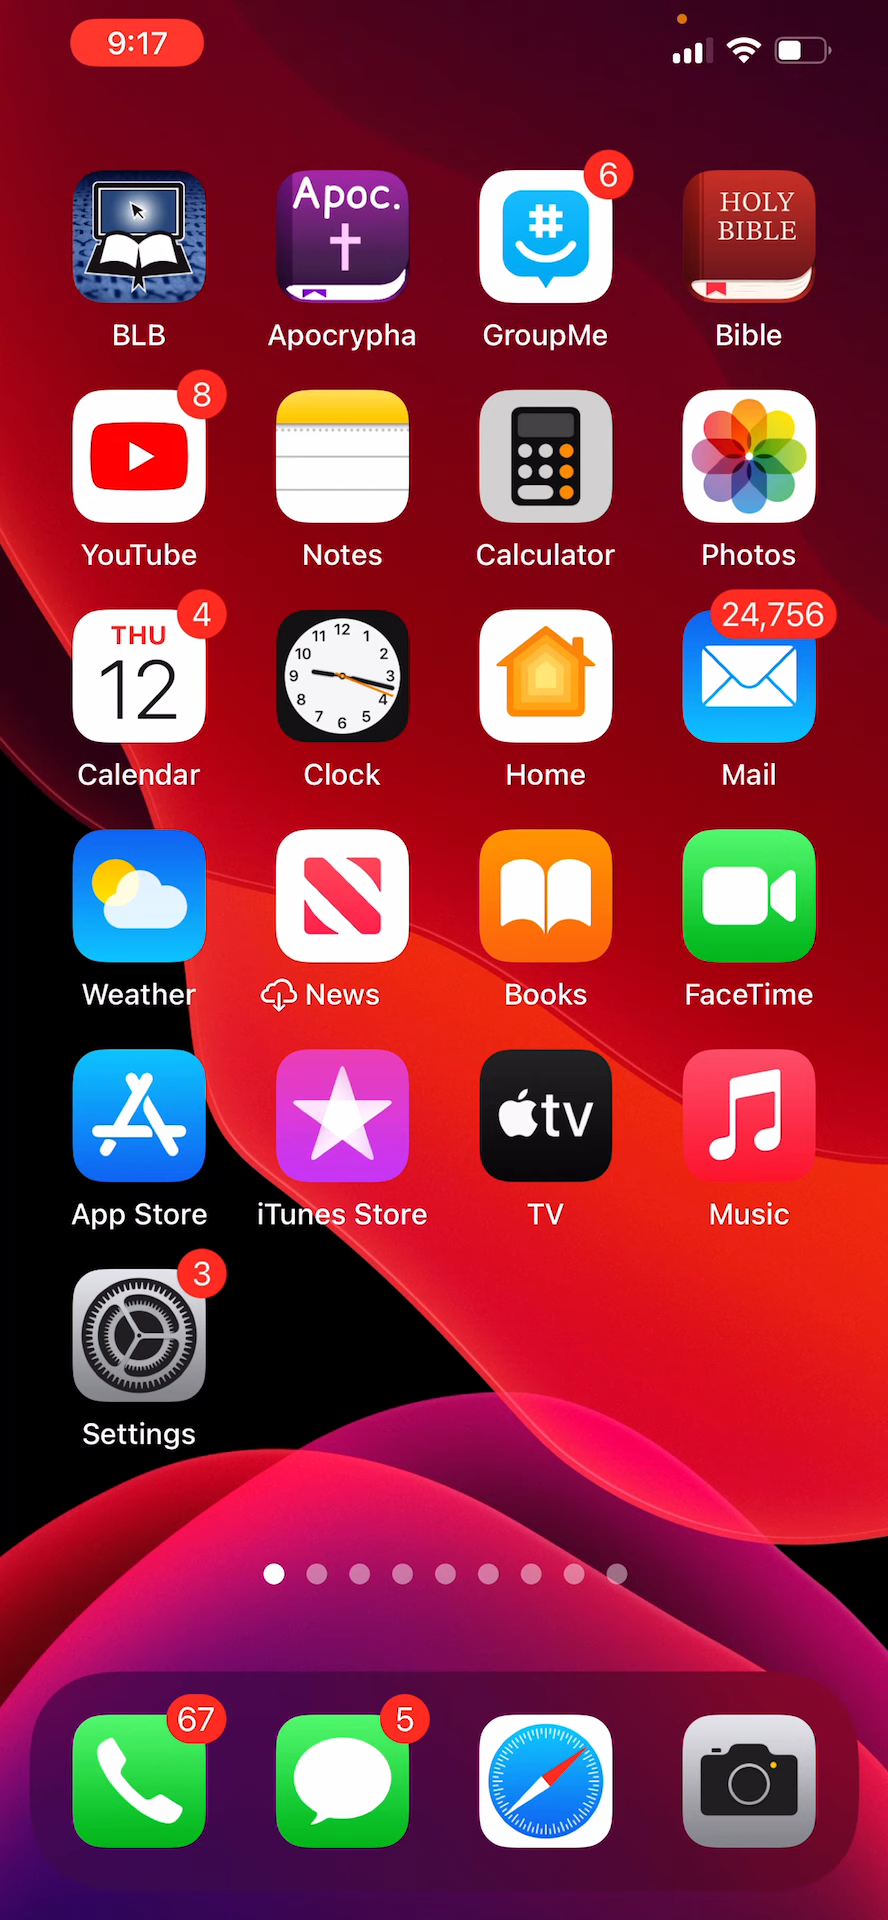 9:17
Apoc.
6
HOLY
BIBLE
BLB
Apocrypha
GroupMe
Bible
8
YouTube
Notes
Calculator
Photos
THU
12
4
12
1
2
3
4
5
6
7
8
9
10
11
24,756
Calendar
Clock
Home
Mail
Weather
News
Books
FaceTime
tv
App Store
iTunes Store
TV
Music
3
Settings
67
5